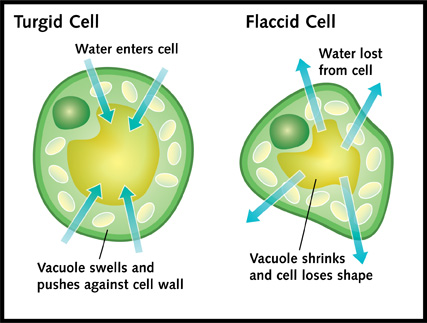 Turgid Cell
Water enters cell
Vacuole swells and
pushes against cell wall
Flaccid Cell
Water lost
from cell
Vacuole shrinks
and cell loses shape